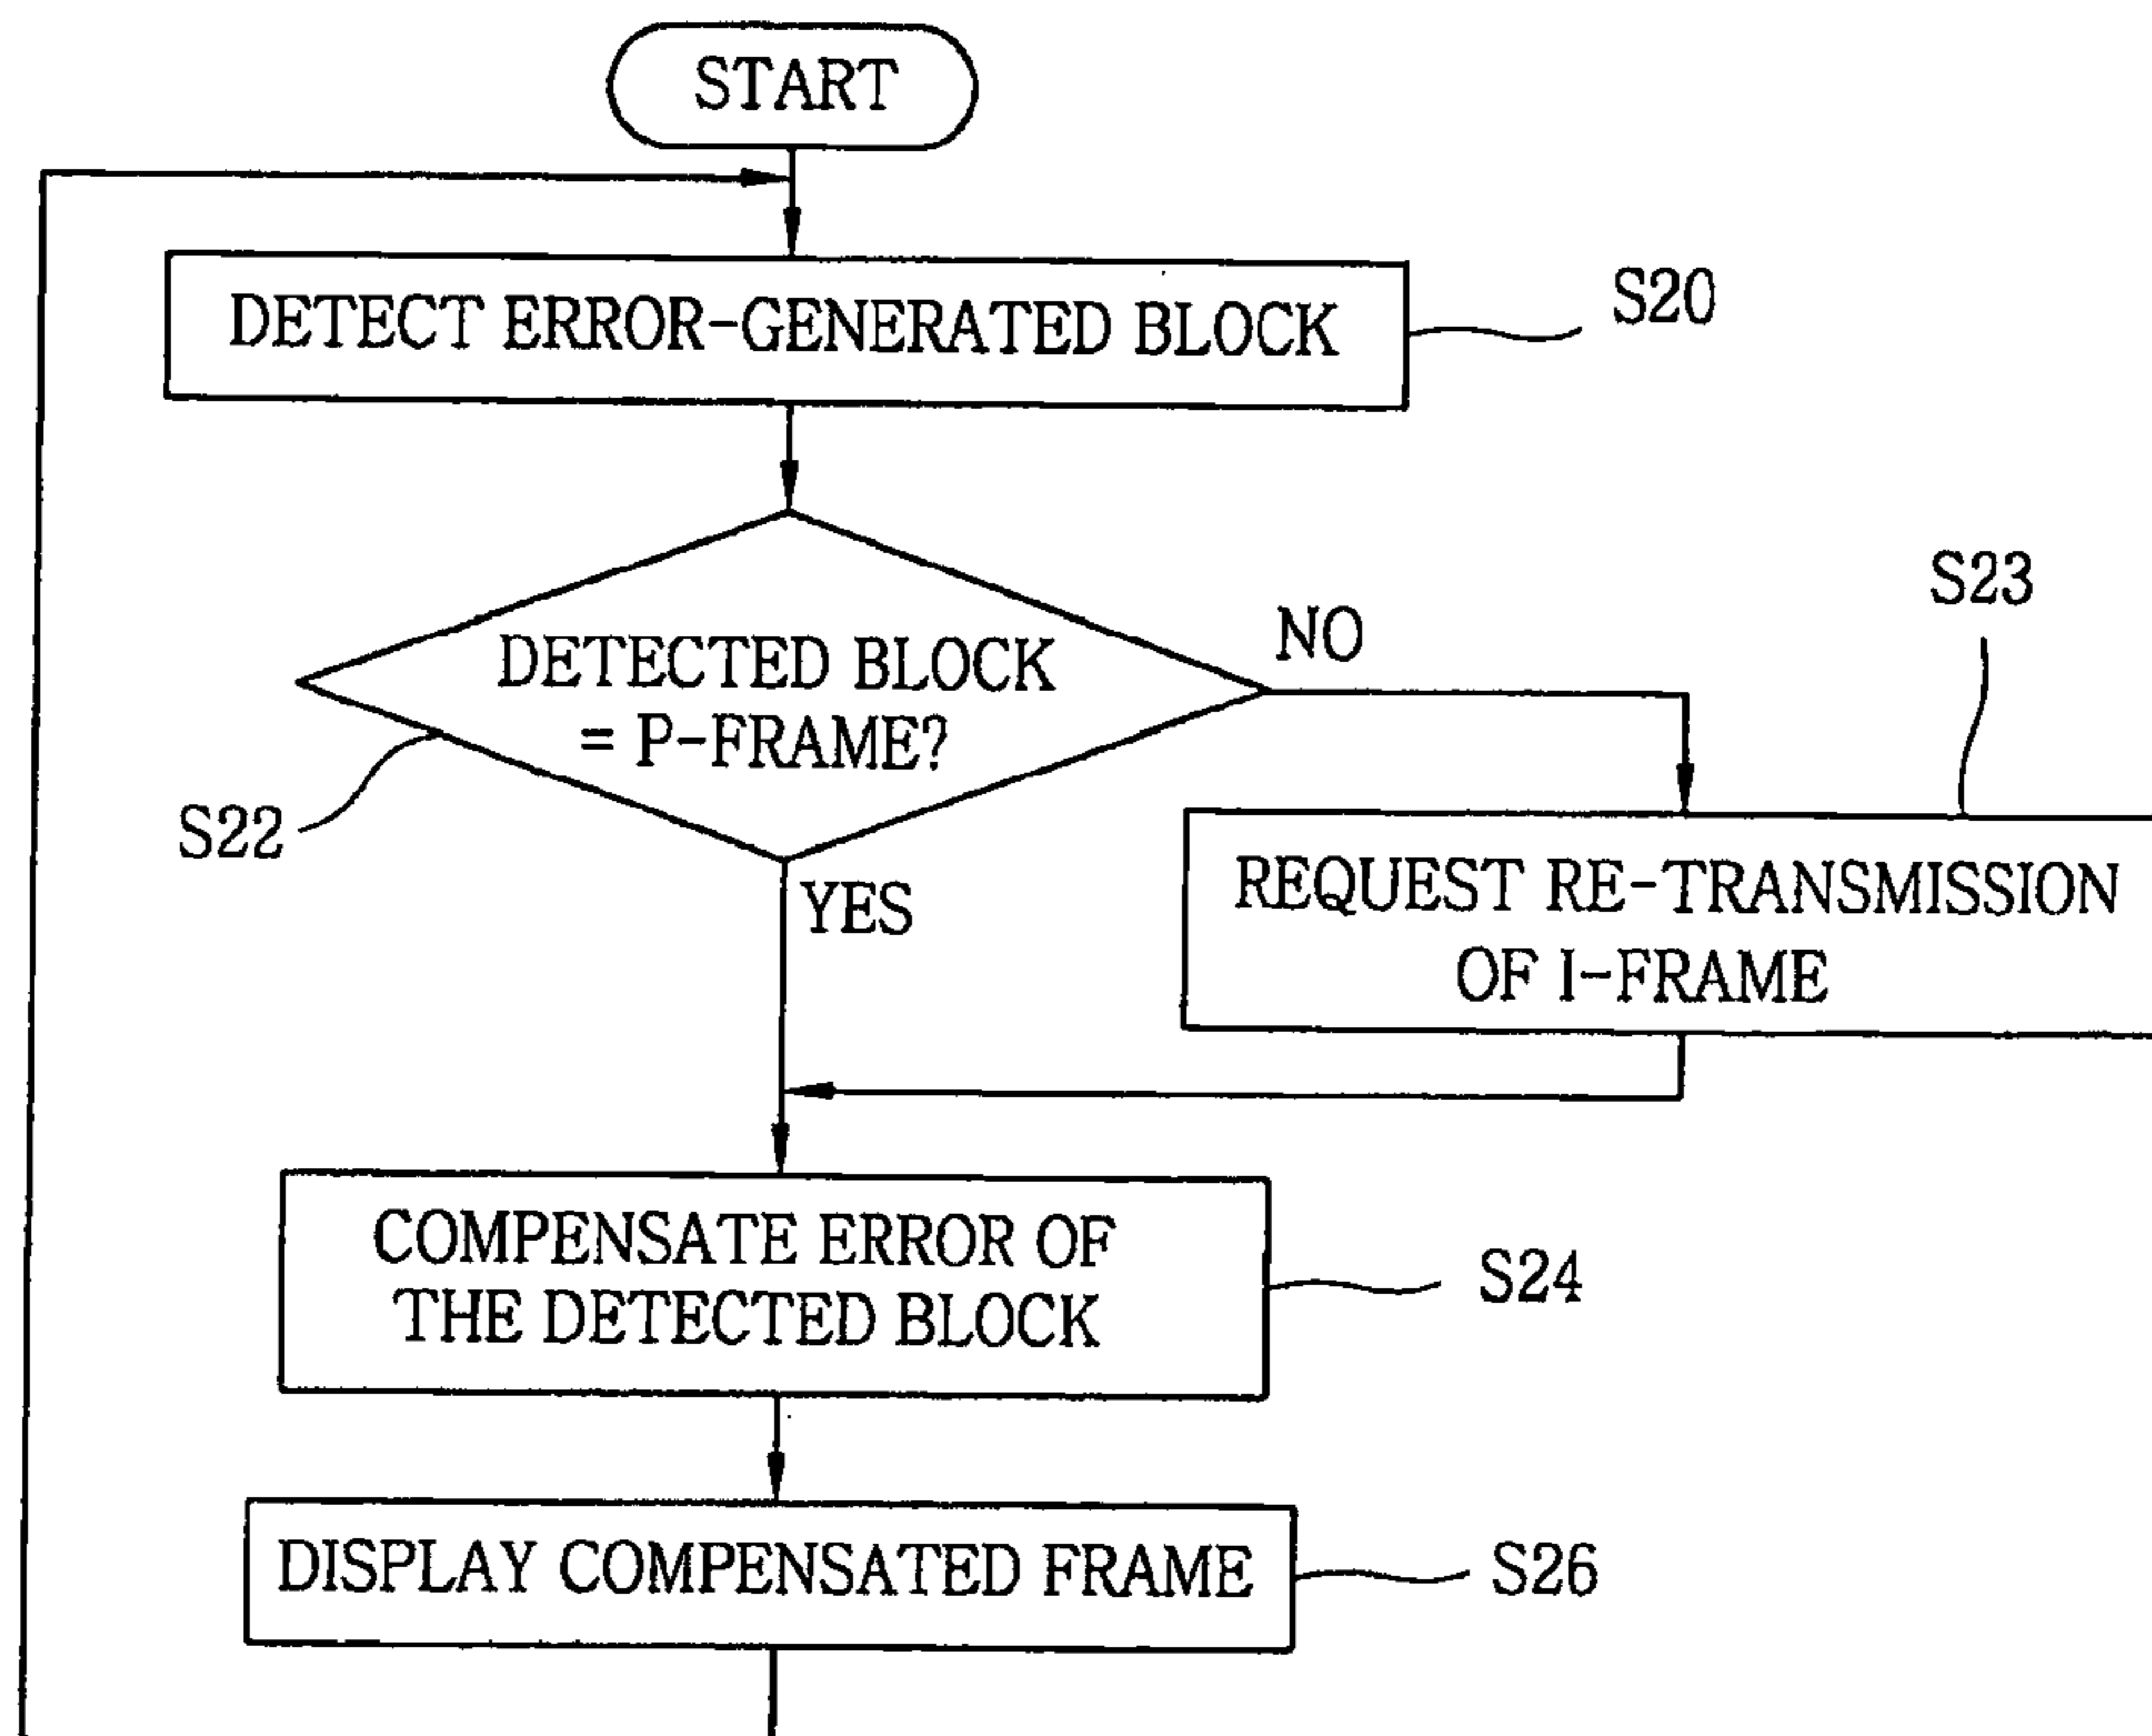 START
DETECT ERROR-GENERATED BLOCK
S20
DETECTED BLOCK
= P-FRAME?
NO
S23
S22
YES
REQUEST RE-TRANSMISSION
OF I-FRAME
COMPENSATE ERROR OF
THE DETECTED BLOCK
S24
DISPLAY COMPENSATED FRAME
S26